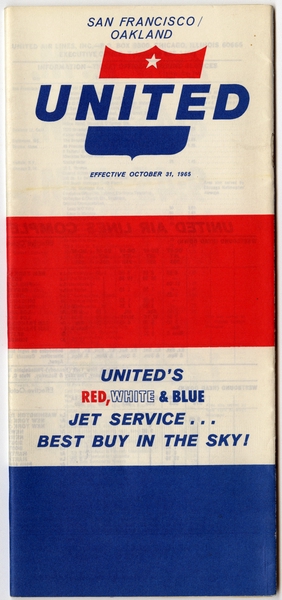 SAN FRANCISCO/
OAKLAND
UNITED
EFFECTIVE OCTOBER 31, 1965
UNITED'S
RED, WHITE & BLUE
JET SERVICE...
BEST BUY IN THE SKY!